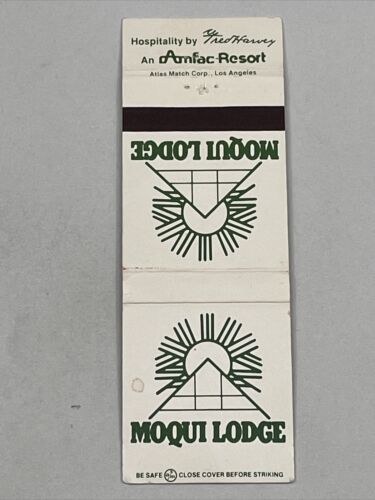 Hospitality by Fred Harvey
An Amfac Resort
Atlas Match Corp., Los Angeles
MOQUI LODGE
MOQUI LODGE
BE SAFE CLOSE COVER BEFORE STRIKING